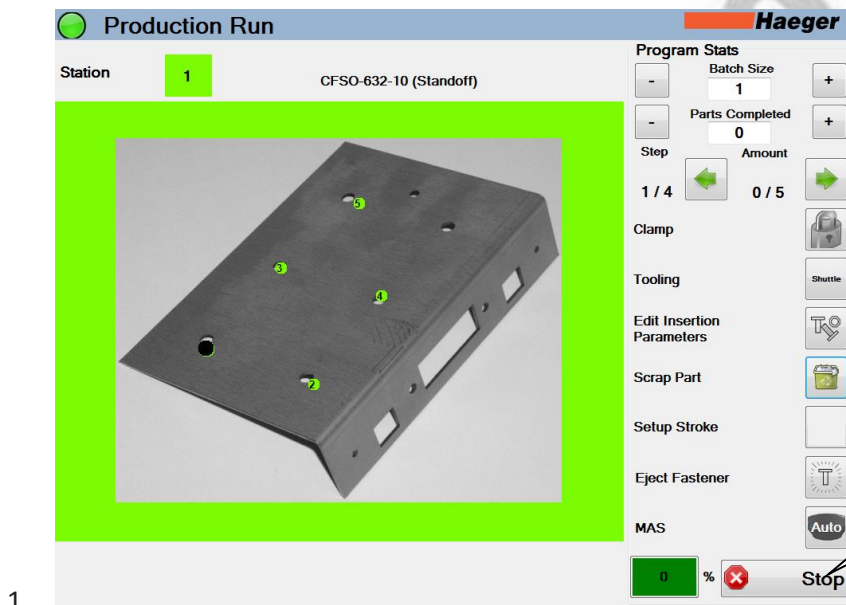 Production Run
Haeger
Station
1
CFSO-632-10 (Standoff)
5
3
4
2
Program Stats
Batch Size
-
1
+
Parts Completed
-
0
+
Step
Amount
1 / 4
0 / 5
Clamp
Tooling
Shuttle
Edit Insertion
Parameters
Scrap Part
Setup Stroke
Eject Fastener
T
MAS
Auto
0
%
Stop
1